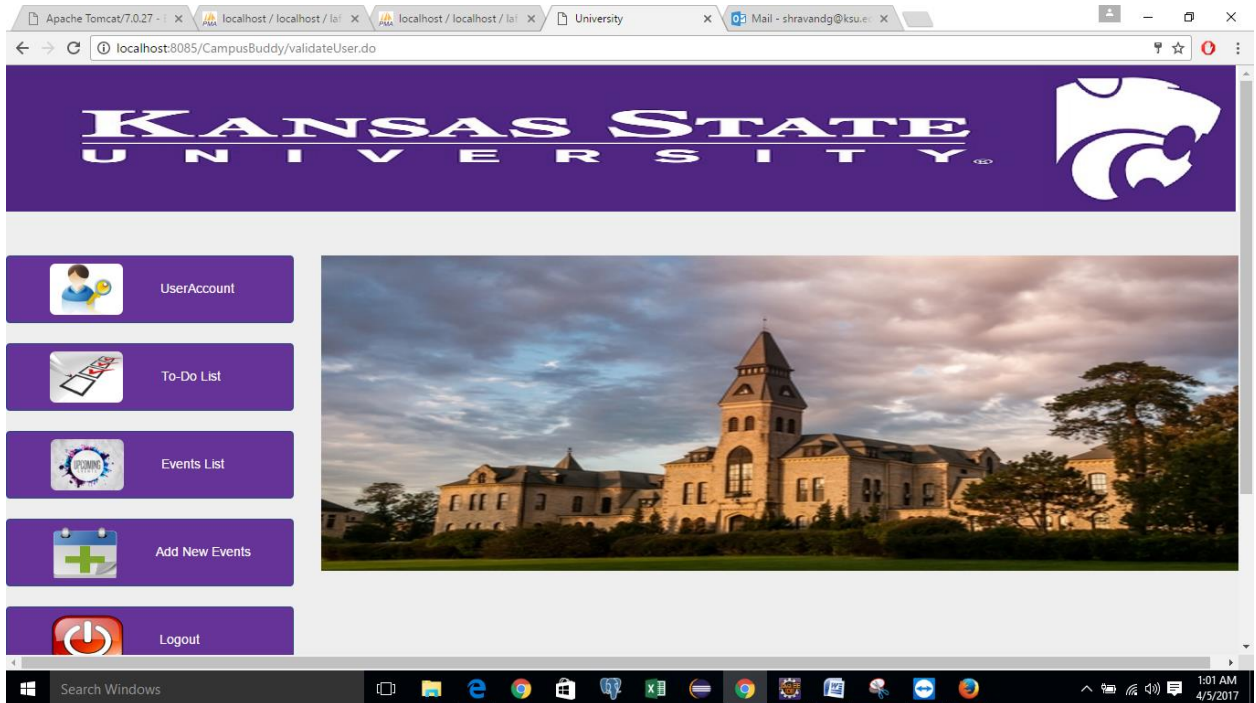 Apache Tomcat/7.0.27 -
localhost / localhost / la
localhost / localhost / la
University
Mail - shravandg@ksu.e
localhost:8085/CampusBuddy/validateUser.do
KANSAS STATE
UNIVERSITY®
UserAccount
To-Do List
UPCOMING
Events List
Add New Events
Logout
Search Windows
1:01 AM
4/5/2017